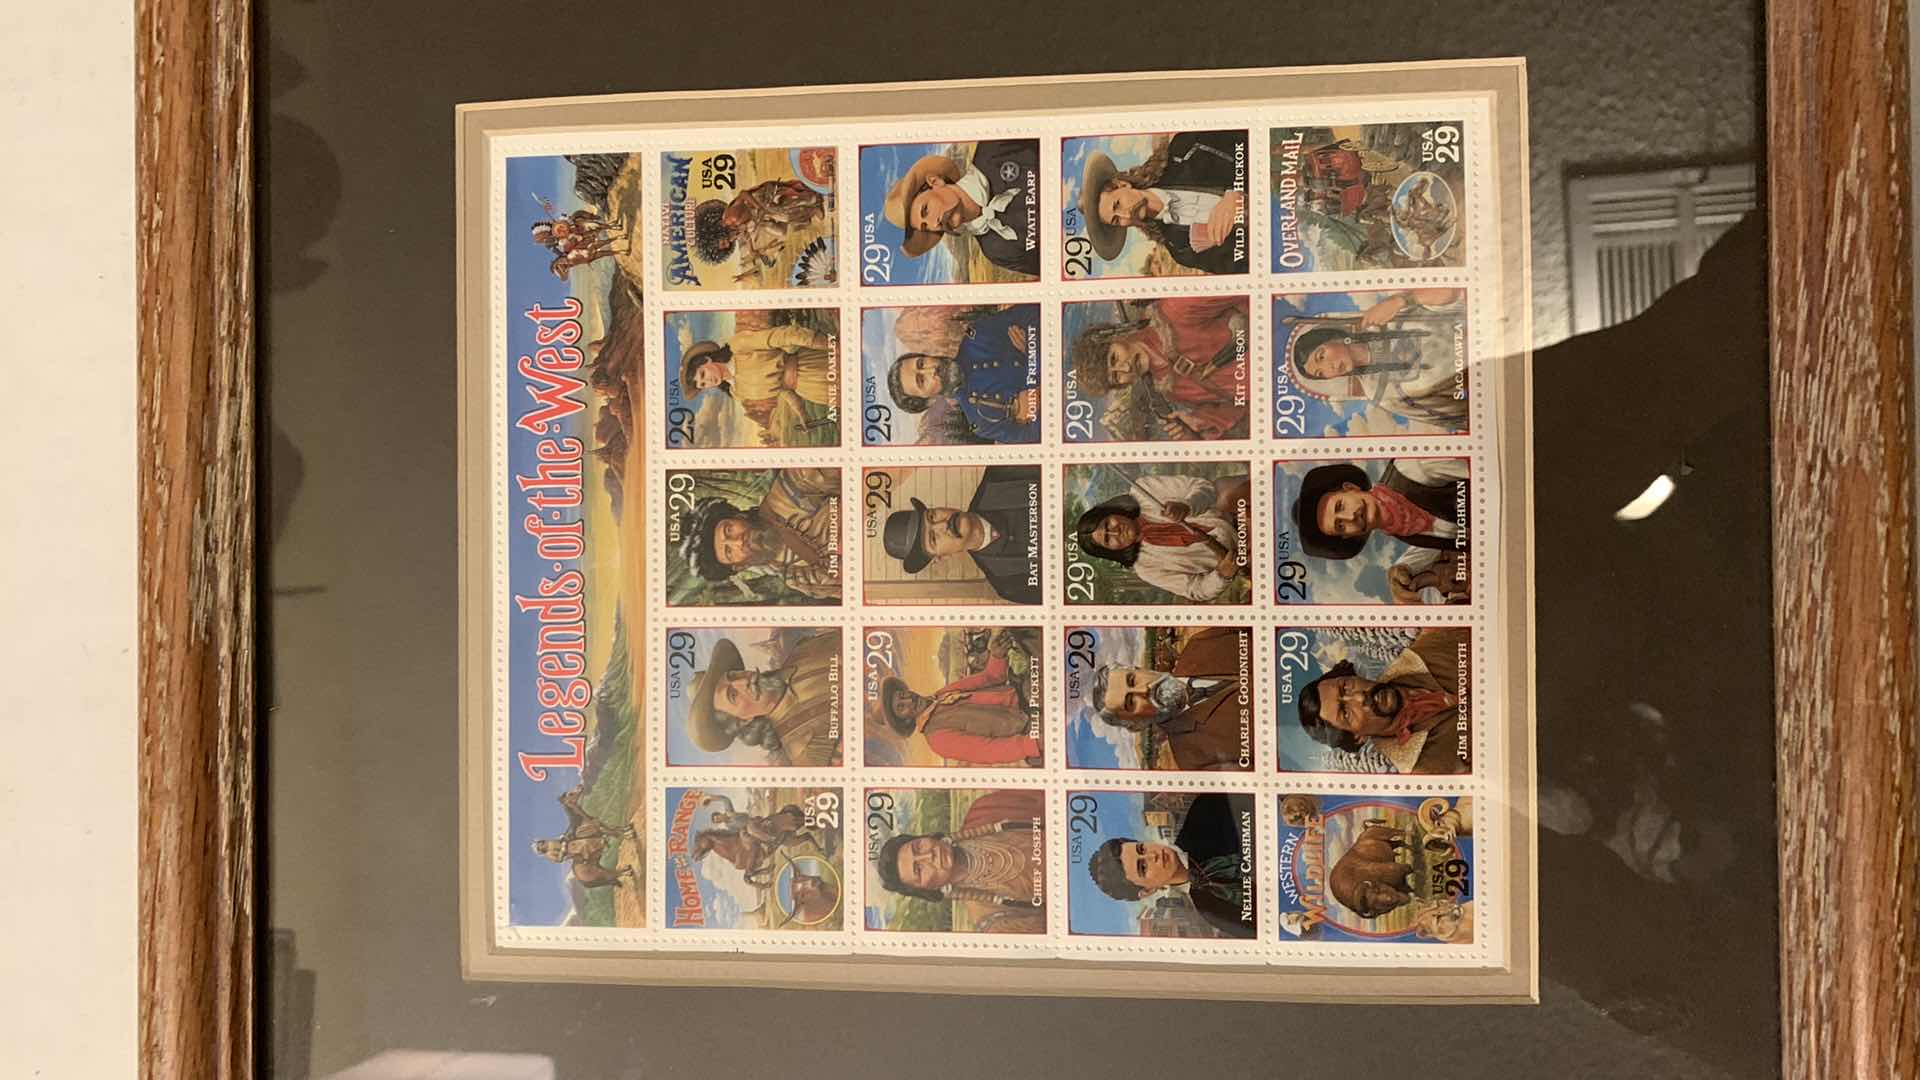 Legends·of·the·West
HOME ON THE RANGE
USA
29
USA 29
BUFFALO BILL
USA 29
JIM BRIDGER
29 USA
ANNIE OAKLEY
NATIVE
AMERICAN
CULTURE
USA
29
USA 29
CHIEF JOSEPH
USA 29
BILL PICKETT
USA 29
BAT MASTERSON
29 USA
JOHN FREMONT
29 USA
WYATT EARP
USA 29
NELLIE CASHMAN
USA 29
CHARLES GOODNIGHT
29 USA
GERONIMO
29 USA
KIT CARSON
29 USA
WILD BILL HICKOK
WESTERN
WILDLIFE
USA
29
USA 29
JIM BECKWOURTH
29 USA
BILL TILGHMAN
29 USA
SACAGAWEA
OVERLAND MAIL
USA
29